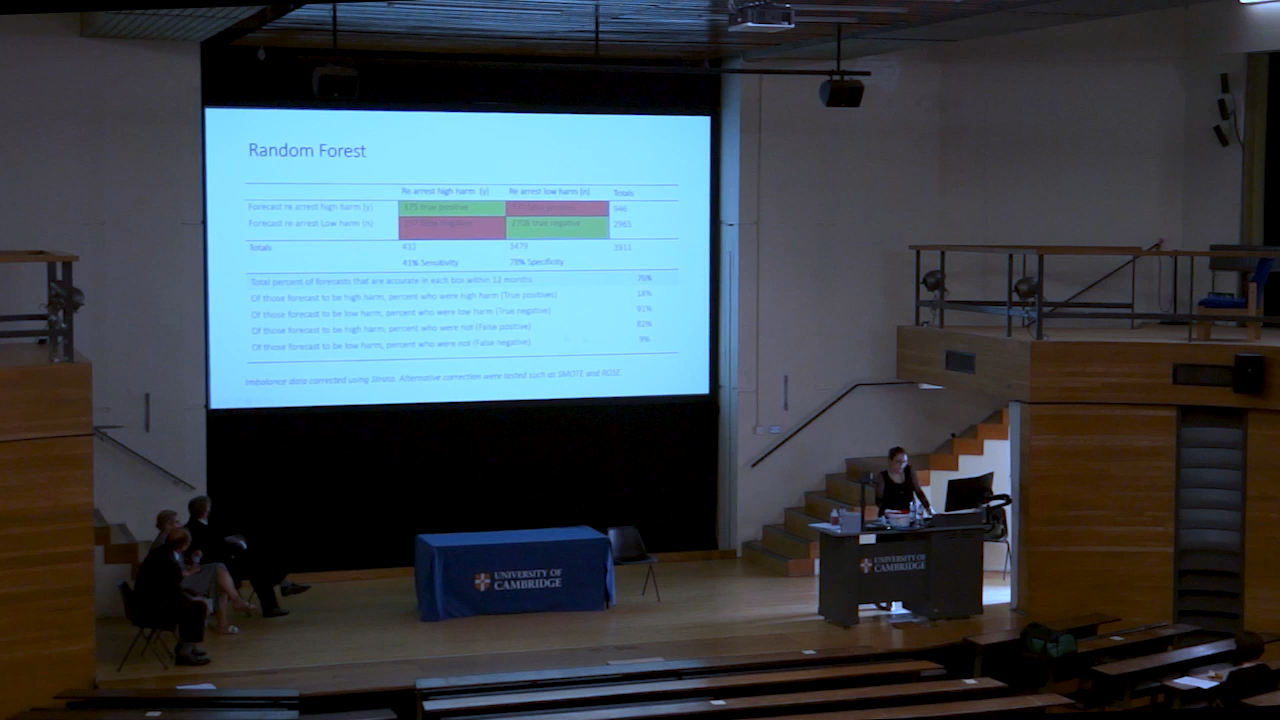 Random Forest
Re arrest high harm (y) Re arrest low harm (n) Totals
Forecast re arrest high harm (y) 175 true positive 946
Forecast re arrest Low harm (n) 257 false negative 2708 true negative 2965
Totals 432 3479 3911
41% Sensitivity 78% Specificity
Total percent of forecasts that are accurate in each box within 12 months
Of those forecast to be high harm, percent who were high harm (True positives) 18%
Of those forecast to be low harm, percent who were low harm (True negative) 91%
Of those forecast to be high harm, percent who were not (False positive) 82%
Of those forecast to be low harm, percent who were not (False negative) 9%
Imbalance data corrected using Strata. Alternative correction were tested such as SMOTE and ROSE.
UNIVERSITY OF
CAMBRIDGE
UNIVERSITY OF
CAMBRIDGE